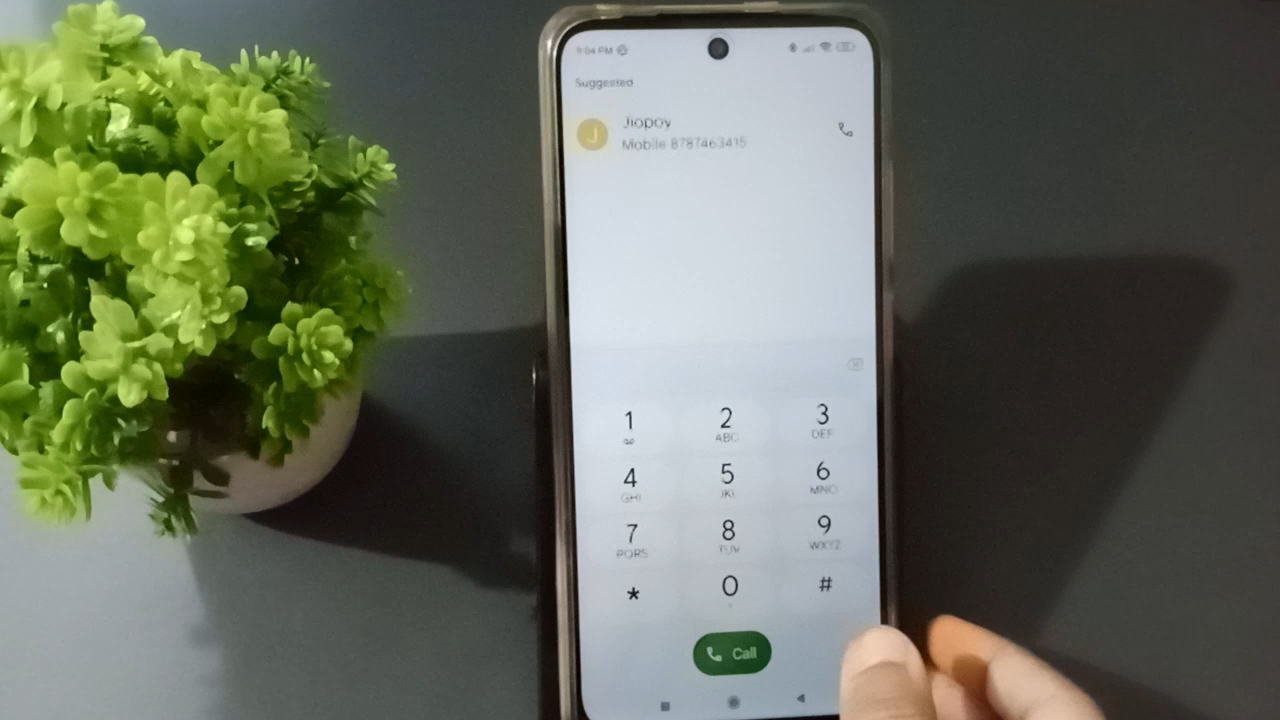 9:04 PM
Suggested
J
Jiopoy
Mobile 8787463415
1
2
ABC
3
DEF
4
GHI
5
JKL
6
MNO
7
PQRS
8
TUV
9
WXYZ
*
0
#
Call